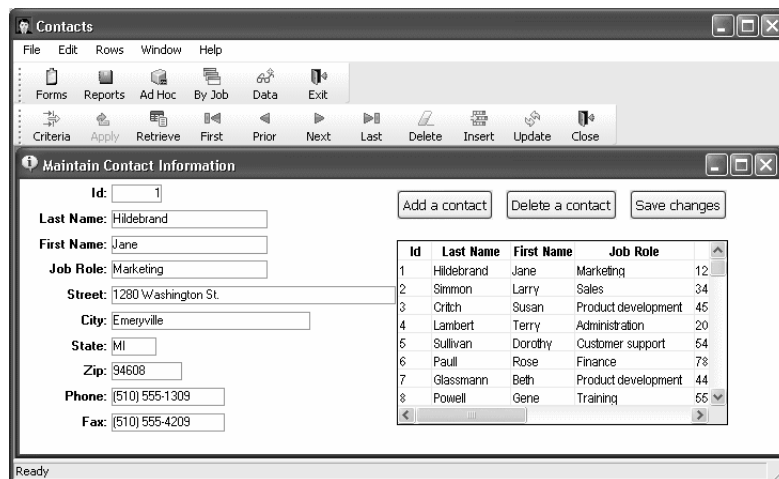 Contacts
File Edit Rows Window Help
Forms Reports Ad Hoc By Job Data Exit
Criteria Apply Retrieve First Prior Next Last Delete Insert Update Close
Maintain Contact Information
Id: 1
Last Name: Hildebrand
First Name: Jane
Job Role: Marketing
Street: 1280 Washington St.
City: Emeryville
State: MI
Zip: 94608
Phone: (510) 555-1309
Fax: (510) 555-4209
Add a contact Delete a contact Save changes
Id Last Name First Name Job Role
1 Hildebrand Jane Marketing 12
2 Simmon Larry Sales 34
3 Critch Susan Product development 45
4 Lambert Terry Administration 20
5 Sullivan Dorothy Customer support 54
6 Paull Rose Finance 78
7 Glassmann Beth Product development 44
8 Powell Gene Training 55
Ready